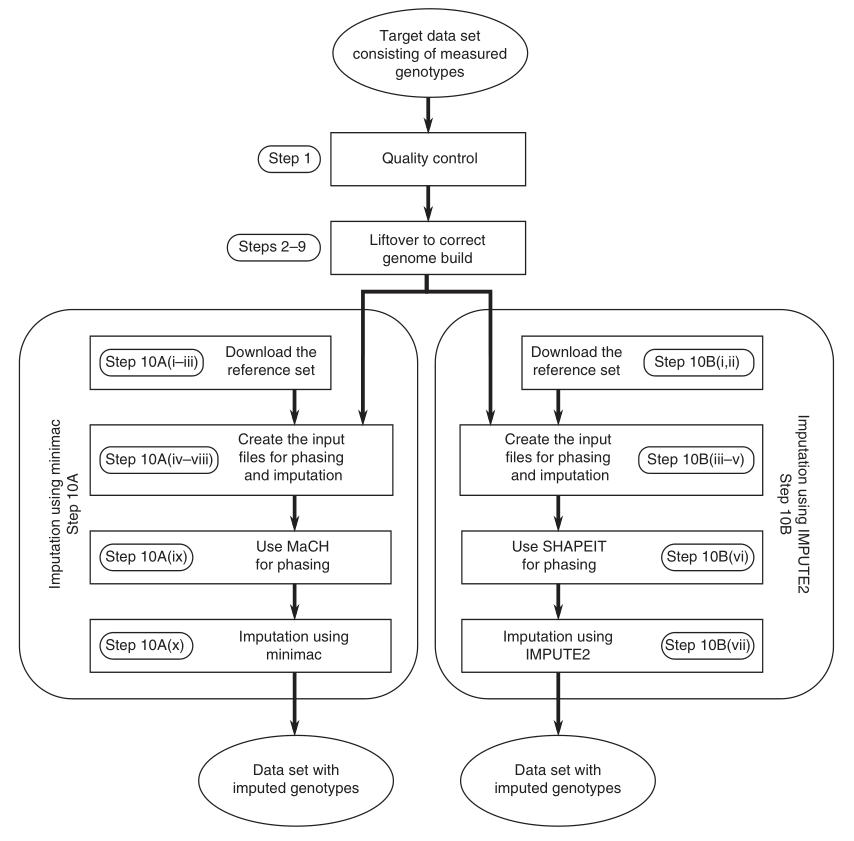 Target data set
consisting of measured
genotypes
Step 1
Quality control
Steps 2–9
Liftover to correct
genome build
Imputation using minimac
Step 10A
Step 10A(i–iii)
Download the
reference set
Step 10A(iv–viii)
Create the input
files for phasing
and imputation
Step 10A(ix)
Use MaCH
for phasing
Step 10A(x)
Imputation using
minimac
Data set with
imputed genotypes
Download the
reference set
Step 10B(i,ii)
Create the input
files for phasing
and imputation
Step 10B(iii–v)
Use SHAPEIT
for phasing
Step 10B(vi)
Imputation using
IMPUTE2
Step 10B(vii)
Imputation using IMPUTE2
Step 10B
Data set with
imputed genotypes